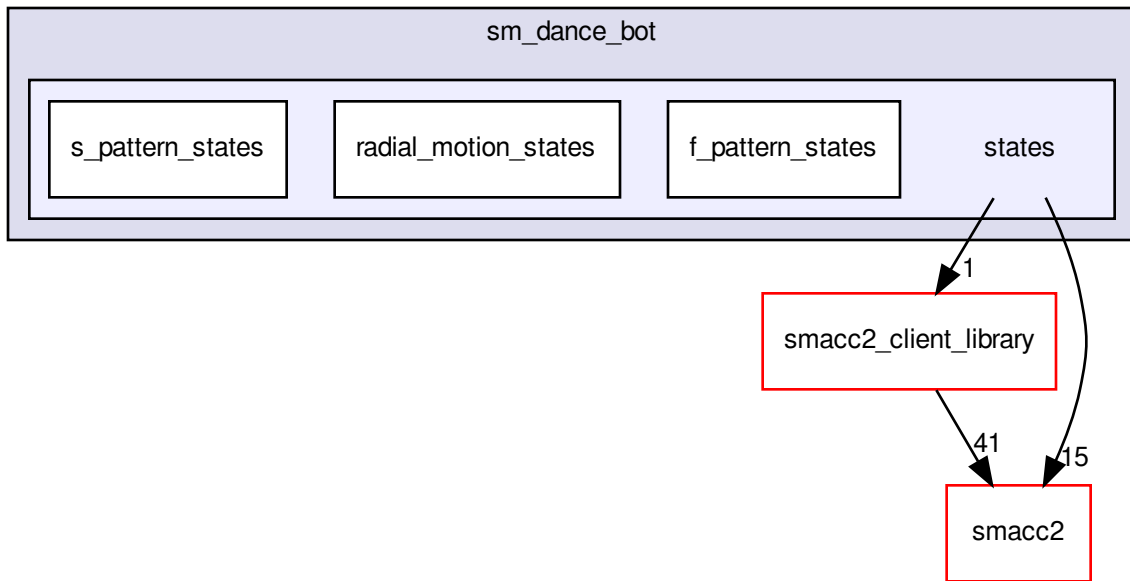 sm_dance_bot
s_pattern_states
radial_motion_states
f_pattern_states
states
1
smacc2_client_library
41
15
smacc2